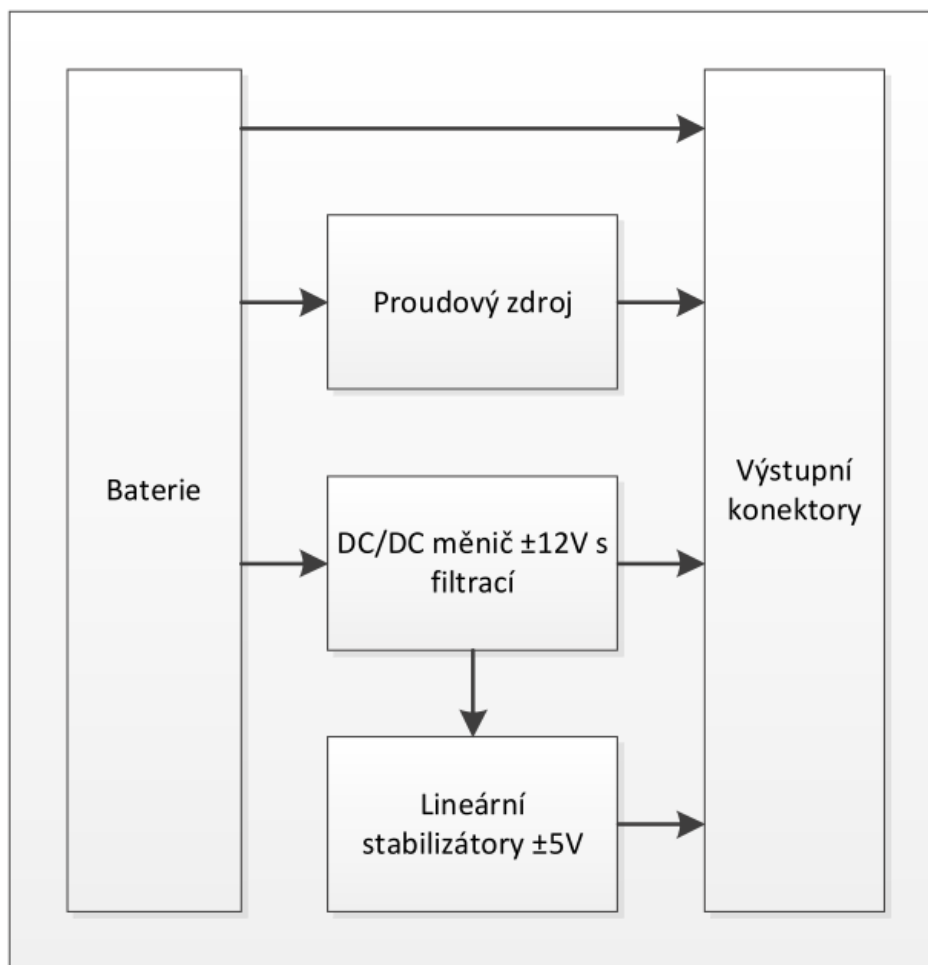 Proudový zdroj
Baterie
Výstupní
konektory
DC/DC měnič ±12V s
filtrací
Lineární
stabilizátory ±5V